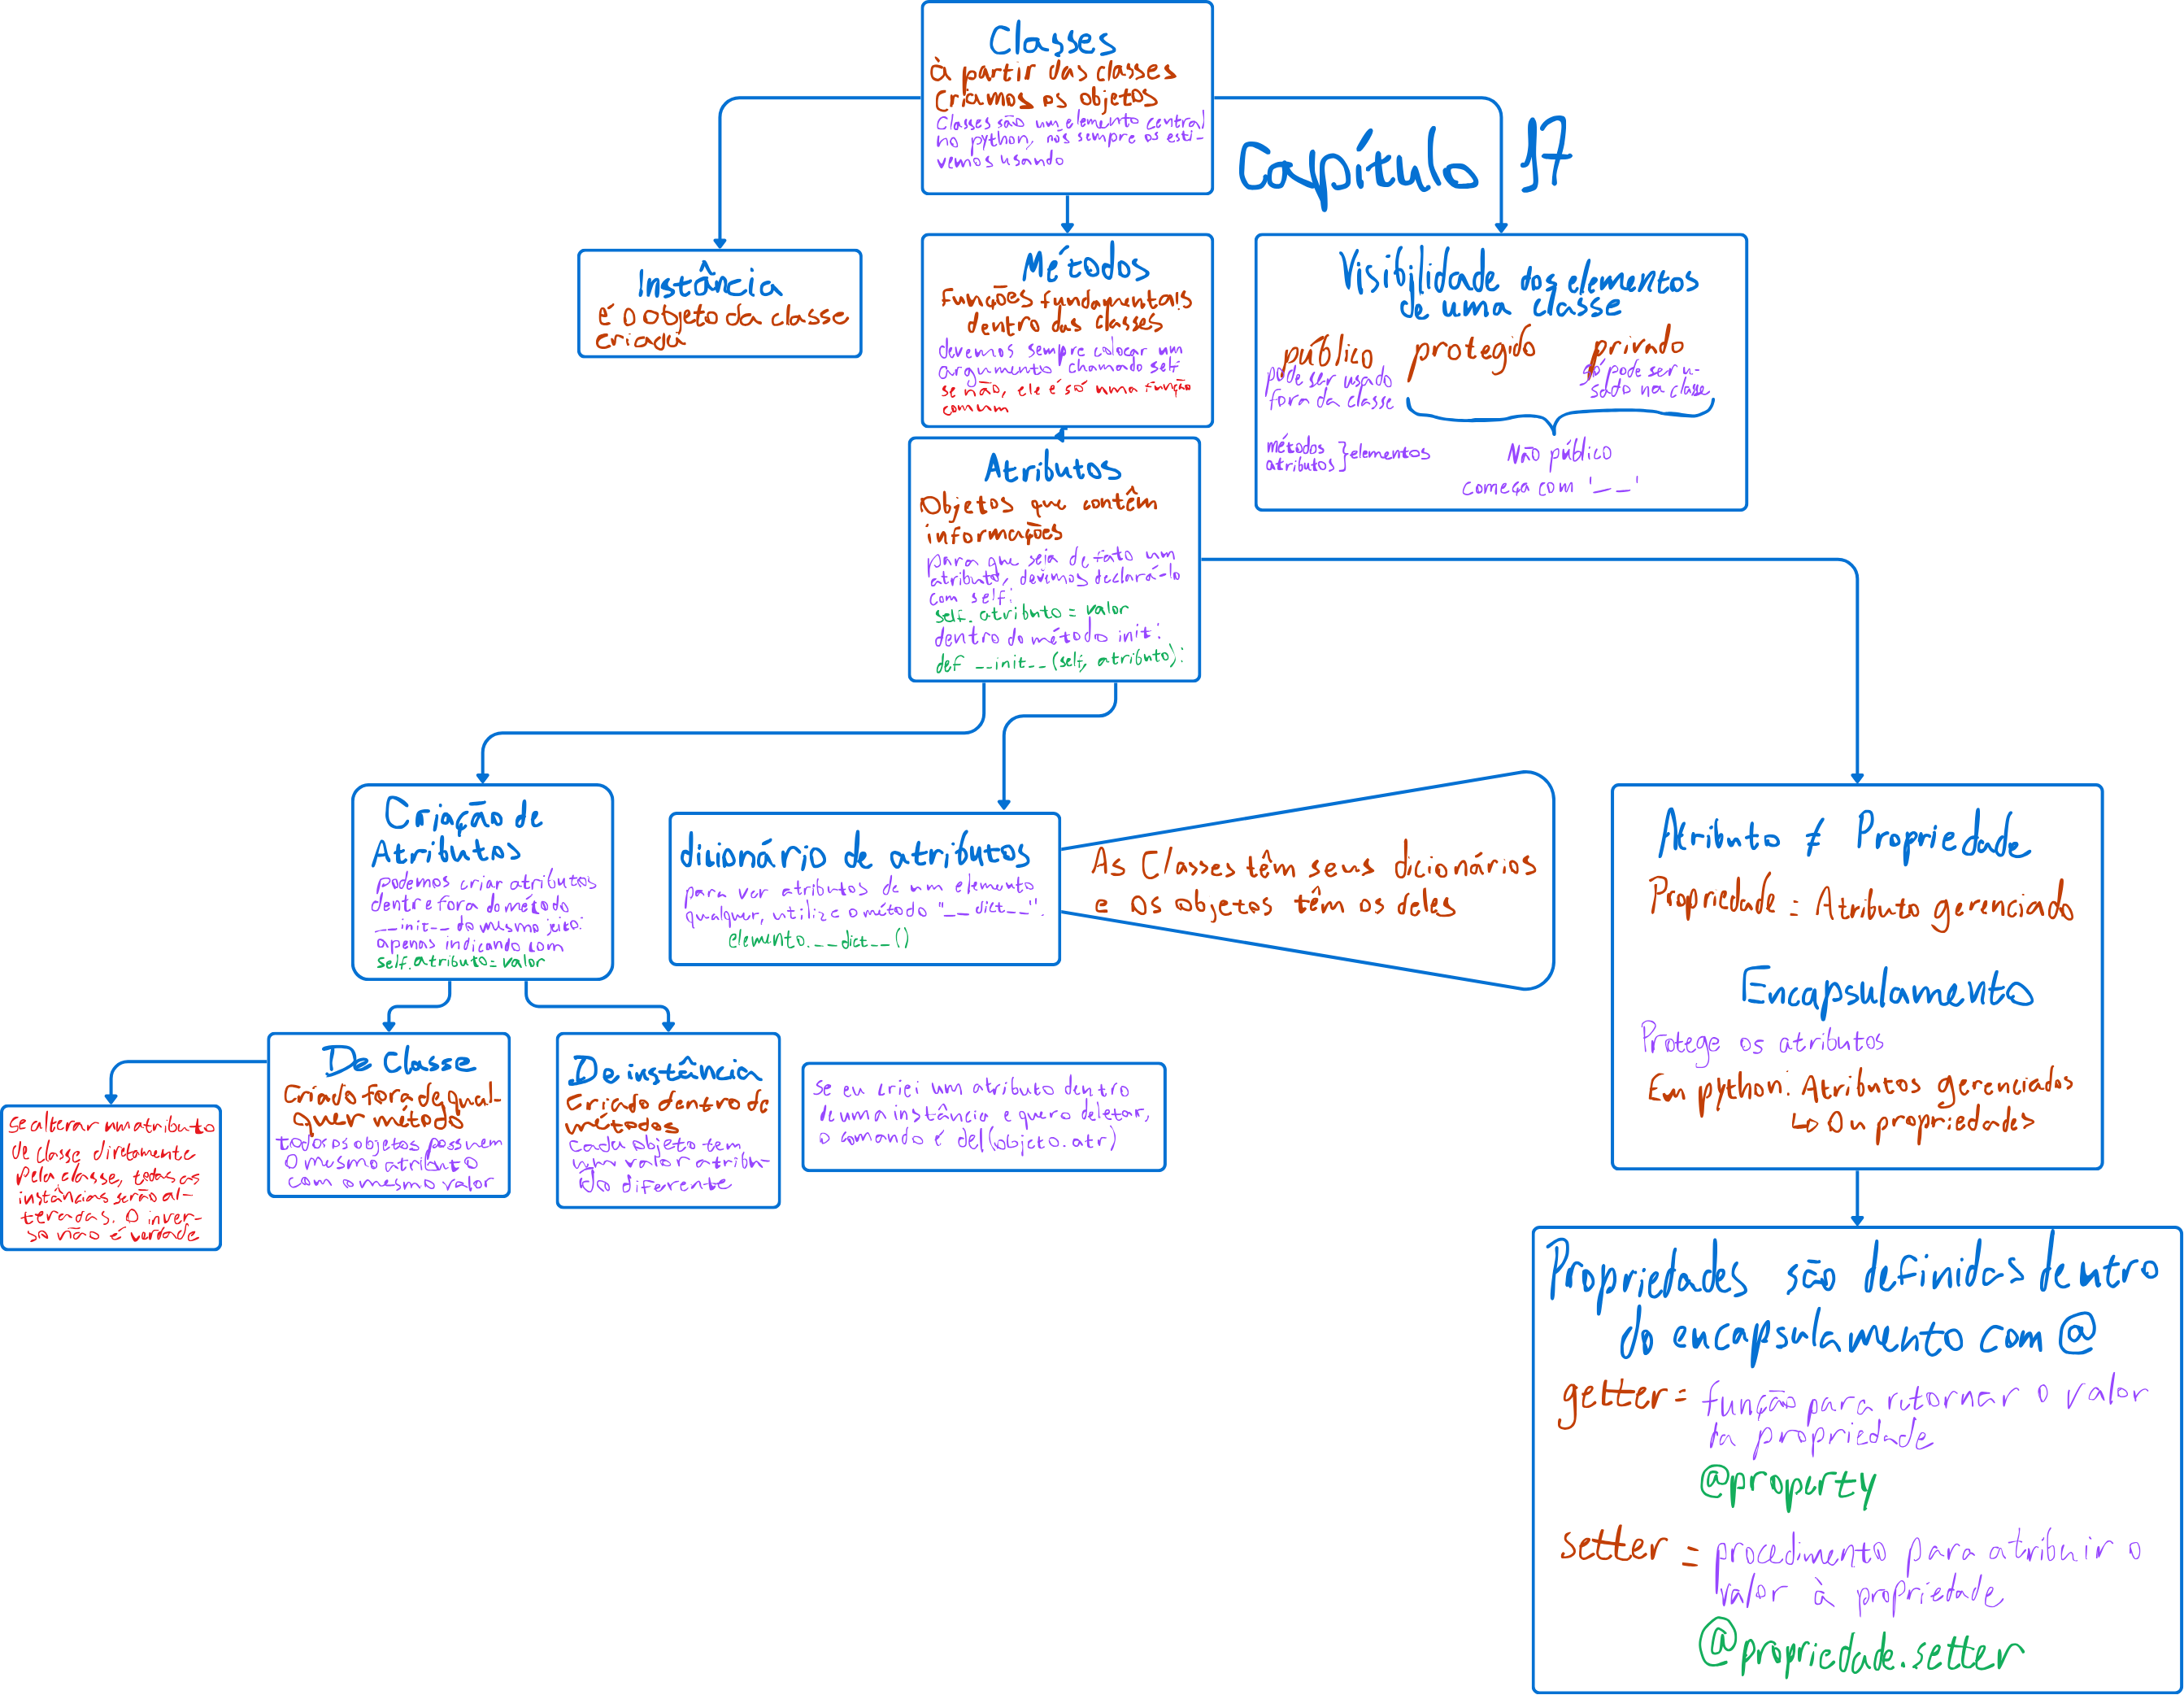 Classes
à partir das classes
criamos os objetos
Classes são um elemento central
no python, nós sempre os esti-
vemos usando
Capítulo 17
Instância
é o objeto da classe
criada
Métodos
funções fundamentais
dentro das classes
devemos sempre colocar um
argumento chamado self
se não, ele é só uma função
comum
Visibilidade dos elementos
de uma classe
público protegido privado
pode ser usado
fora da classe
só pode ser u-
sado na classe
métodos
atributos } elementos
Não público
começa com '__'
Atributos
Objetos que contêm
informações
para que seja de fato um
atributo, devemos declará-lo
com self:
self.atributo = valor
dentro do método init:
def __init__(self, atributo):
Criação de
Atributos
podemos criar atributos
dentre fora do método
__init__ do mesmo jeito:
apenas indicando com
self.atributo = valor
dicionário de atributos
para ver atributos de um elemento
qualquer, utilize o método "__dict__".
elemento.__dict__()
As Classes têm seus dicionários
e os objetos têm os deles
Atributo ≠ Propriedade
Propriedade = Atributo gerenciado
Encapsulamento
Protege os atributos
Em python: Atributos gerenciados
↳ Ou propriedades
De classe
Criado fora de qual-
quer método
todos os objetos possuem
o mesmo atributo
com o mesmo valor
De instância
Criado dentro de
métodos
Cada objeto tem
um valor atribu-
ído diferente
se eu criei um atributo dentro
de uma instância e quero deletar,
o comando é del(objeto.atr)
se alterar um atributo
de classe diretamente
pela classe, todas as
instâncias serão al-
teradas. O inver-
so não é verdade
Propriedades são definidas dentro
do encapsulamento com @
getter = função para retornar o valor
da propriedade
@property
setter = procedimento para atribuir o
valor à propriedade
@propriedade.setter